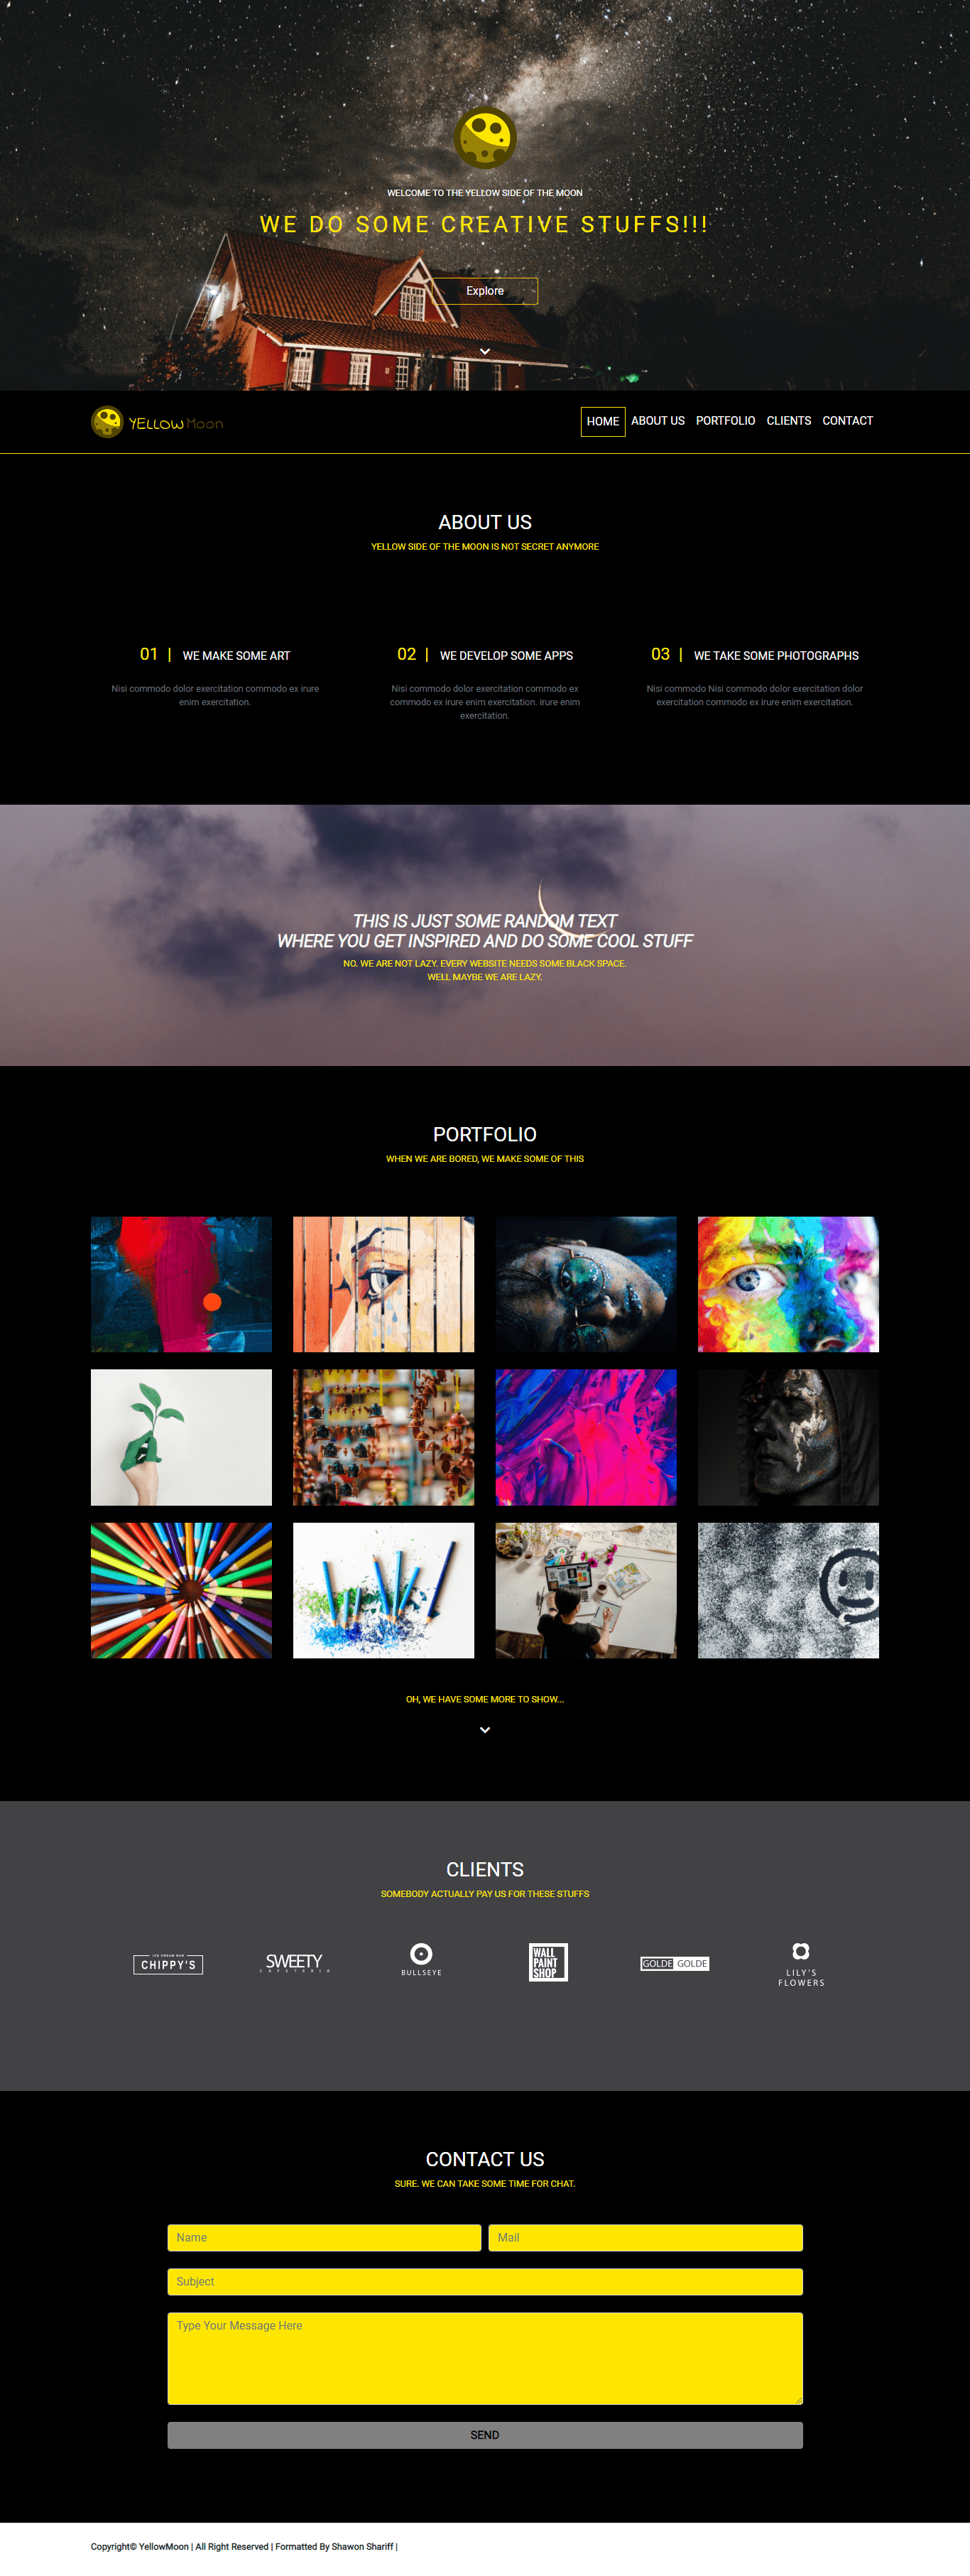 WELCOME TO THE YELLOW SIDE OF THE MOON
WE DO SOME CREATIVE STUFFS!!!
Explore
YELLOW Moon
HOME
ABOUT US
PORTFOLIO
CLIENTS
CONTACT
ABOUT US
YELLOW SIDE OF THE MOON IS NOT SECRET ANYMORE
01 | WE MAKE SOME ART
Nisi commodo dolor exercitation commodo ex irure
enim exercitation.
02 | WE DEVELOP SOME APPS
Nisi commodo dolor exercitation commodo ex
commodo ex irure enim exercitation. irure enim
exercitation.
03 | WE TAKE SOME PHOTOGRAPHS
Nisi commodo Nisi commodo dolor exercitation dolor
exercitation commodo ex irure enim exercitation.
THIS IS JUST SOME RANDOM TEXT
WHERE YOU GET INSPIRED AND DO SOME COOL STUFF
NO. WE ARE NOT LAZY. EVERY WEBSITE NEEDS SOME BLACK SPACE.
WELL MAYBE WE ARE LAZY.
PORTFOLIO
WHEN WE ARE BORED, WE MAKE SOME OF THIS
OH, WE HAVE SOME MORE TO SHOW...
CLIENTS
SOMEBODY ACTUALLY PAY US FOR THESE STUFFS
ICE CREAM BAR
CHIPPY'S
SWEETY
CAFETERIA
BULLSEYE
WALL
PAINT
SHOP
GOLDE GOLDE
LILY'S
FLOWERS
CONTACT US
SURE. WE CAN TAKE SOME TIME FOR CHAT.
Name
Mail
Subject
Type Your Message Here
SEND
Copyright© YellowMoon | All Right Reserved | Formatted By Shawon Shariff |